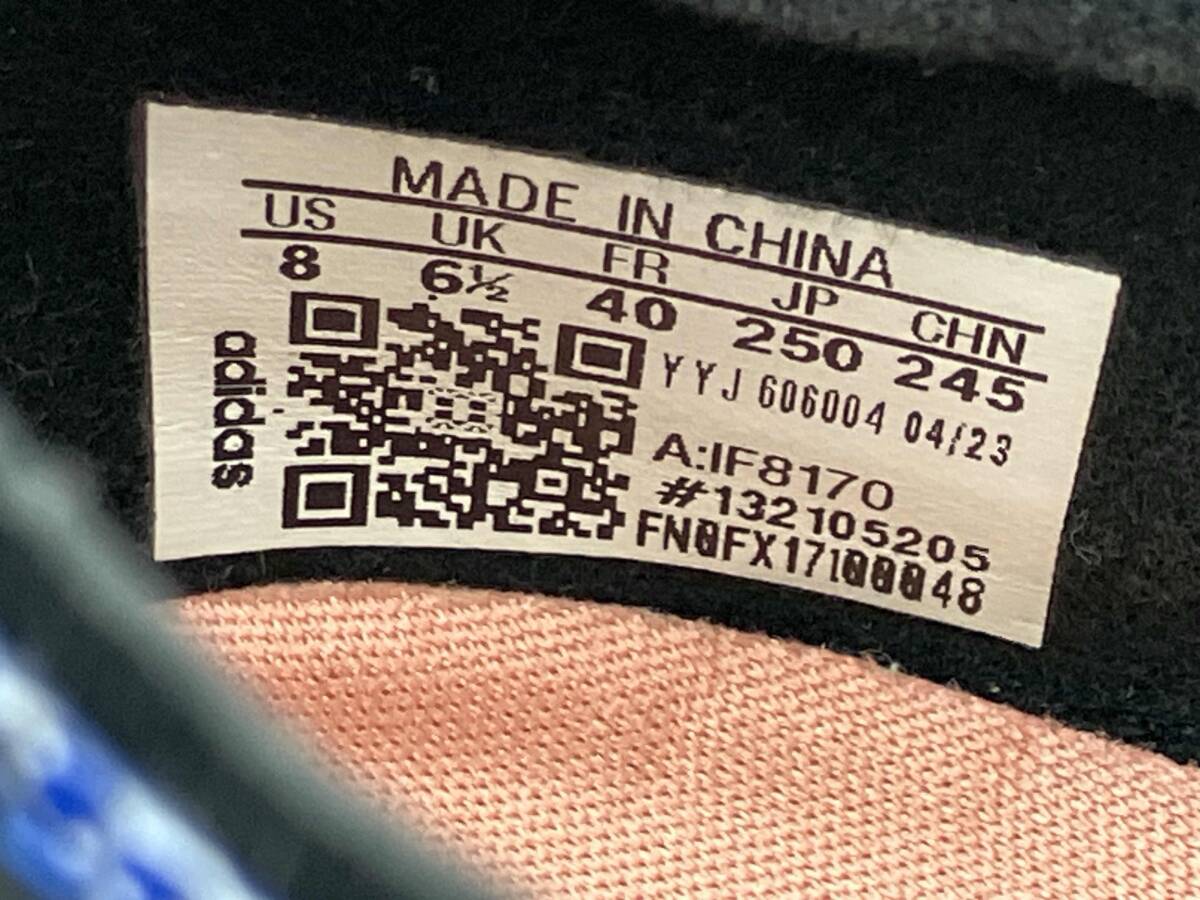 MADE IN CHINA
US UK FR JP CHN
8 6½ 40 250 245
YYJ 606004 04/23
A:IF8170
#132105205
FN0FX17100048
adidas